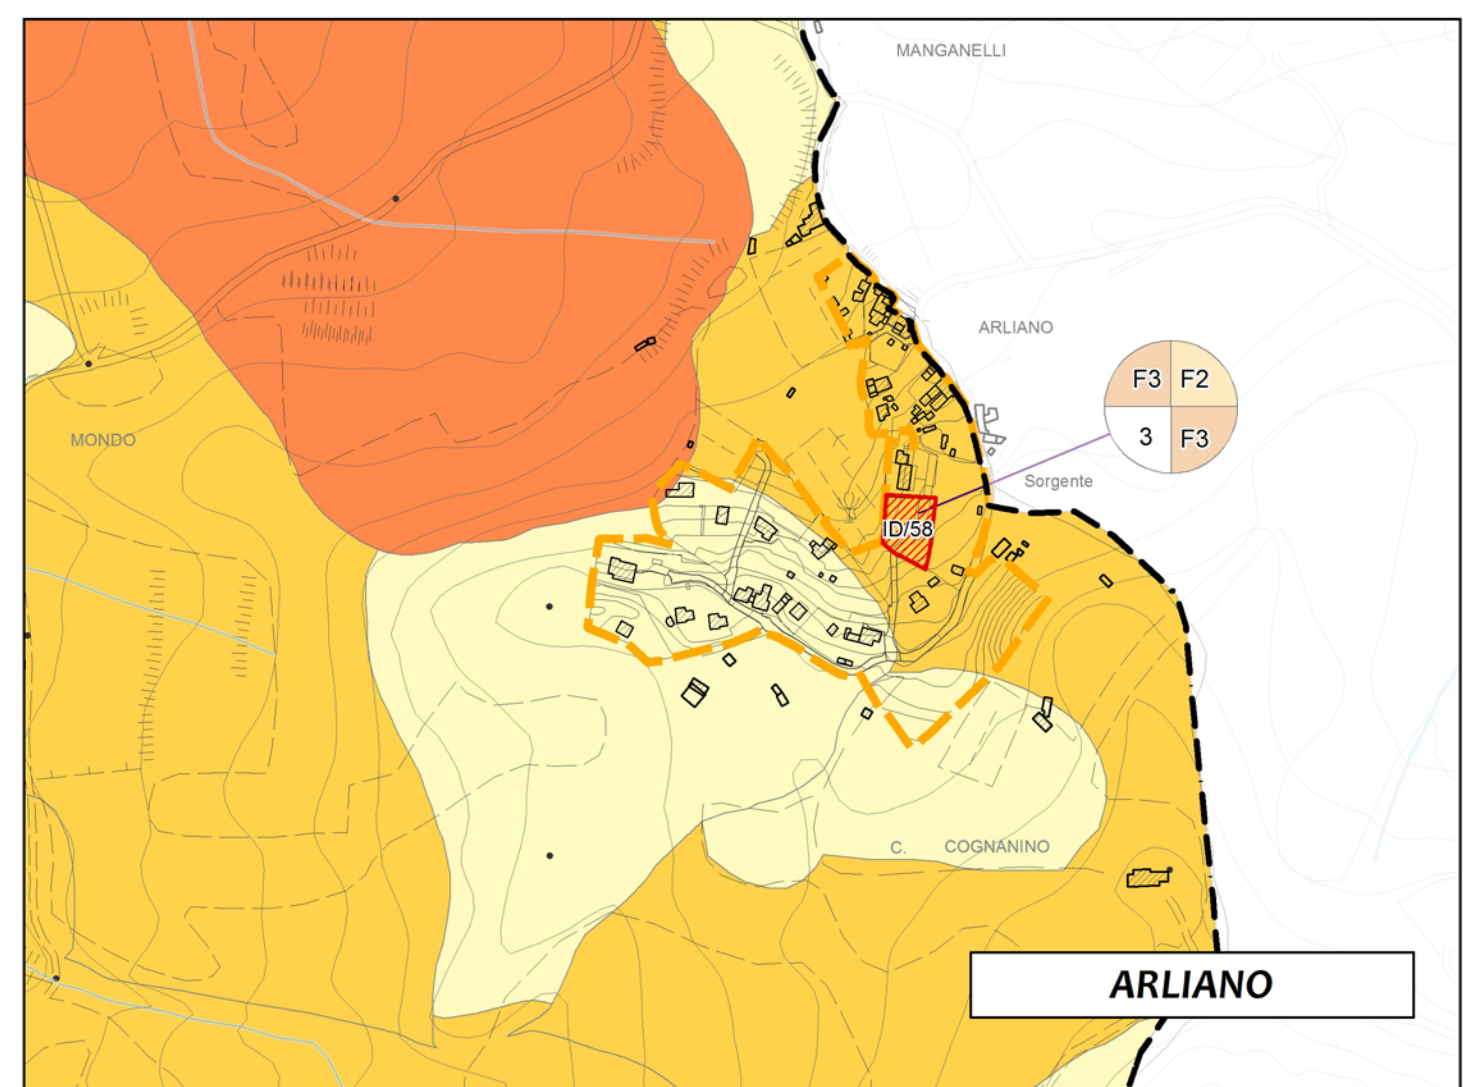 MANGANELLI
ARLIANO
F3 F2
3 F3
MONDO
Sorgente
ID/58
C. COGNANINO
ARLIANO